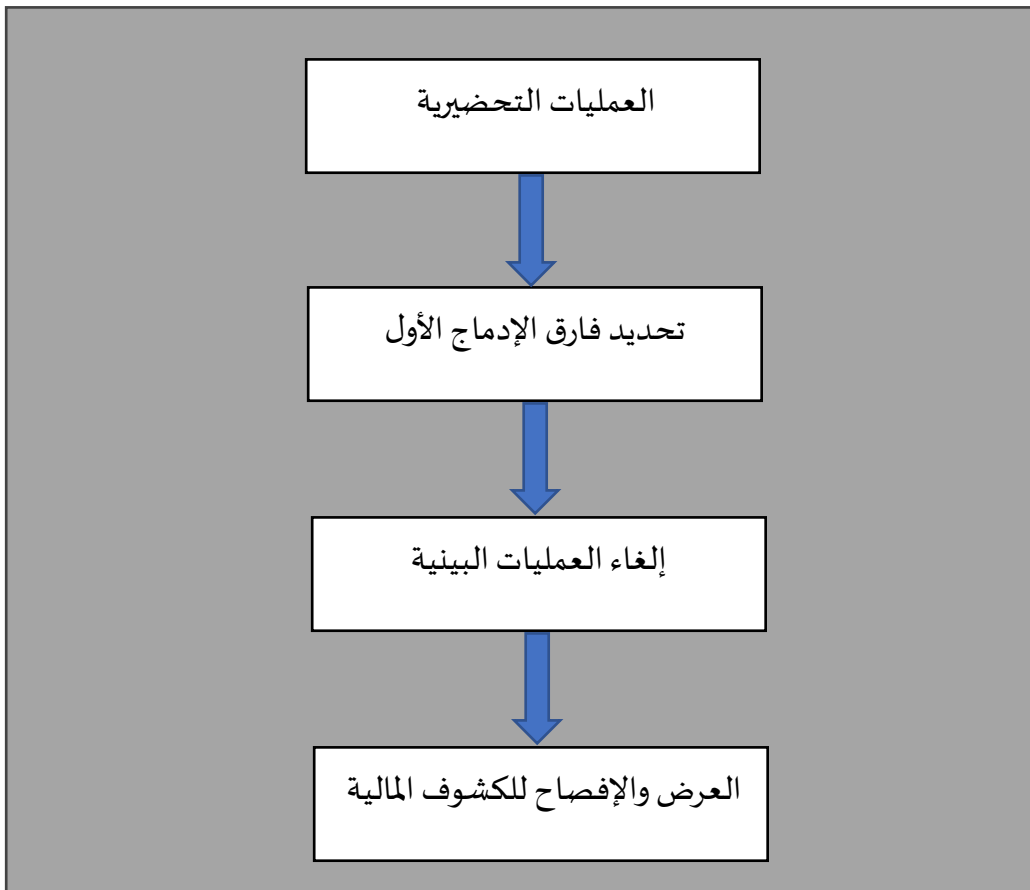 العمليات التحضيرية
تحديد فارق الإدماج الأول
إلغاء العمليات البينية
العرض والإفصاح للكشوف المالية